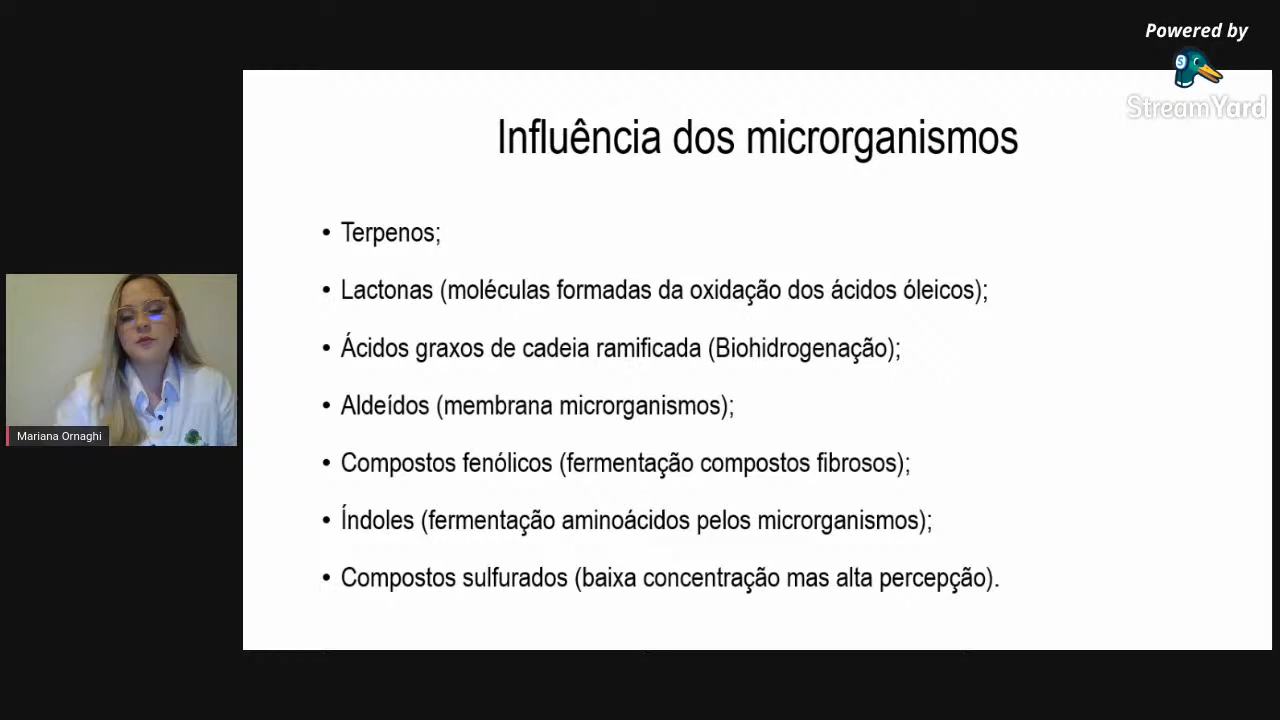 Powered by
StreamYard
Influência dos microrganismos
• Terpenos;
• Lactonas (moléculas formadas da oxidação dos ácidos óleicos);
• Ácidos graxos de cadeia ramificada (Biohidrogenação);
• Aldeídos (membrana microrganismos);
• Compostos fenólicos (fermentação compostos fibrosos);
• Índoles (fermentação aminoácidos pelos microrganismos);
• Compostos sulfurados (baixa concentração mas alta percepção).
Mariana Ornaghi